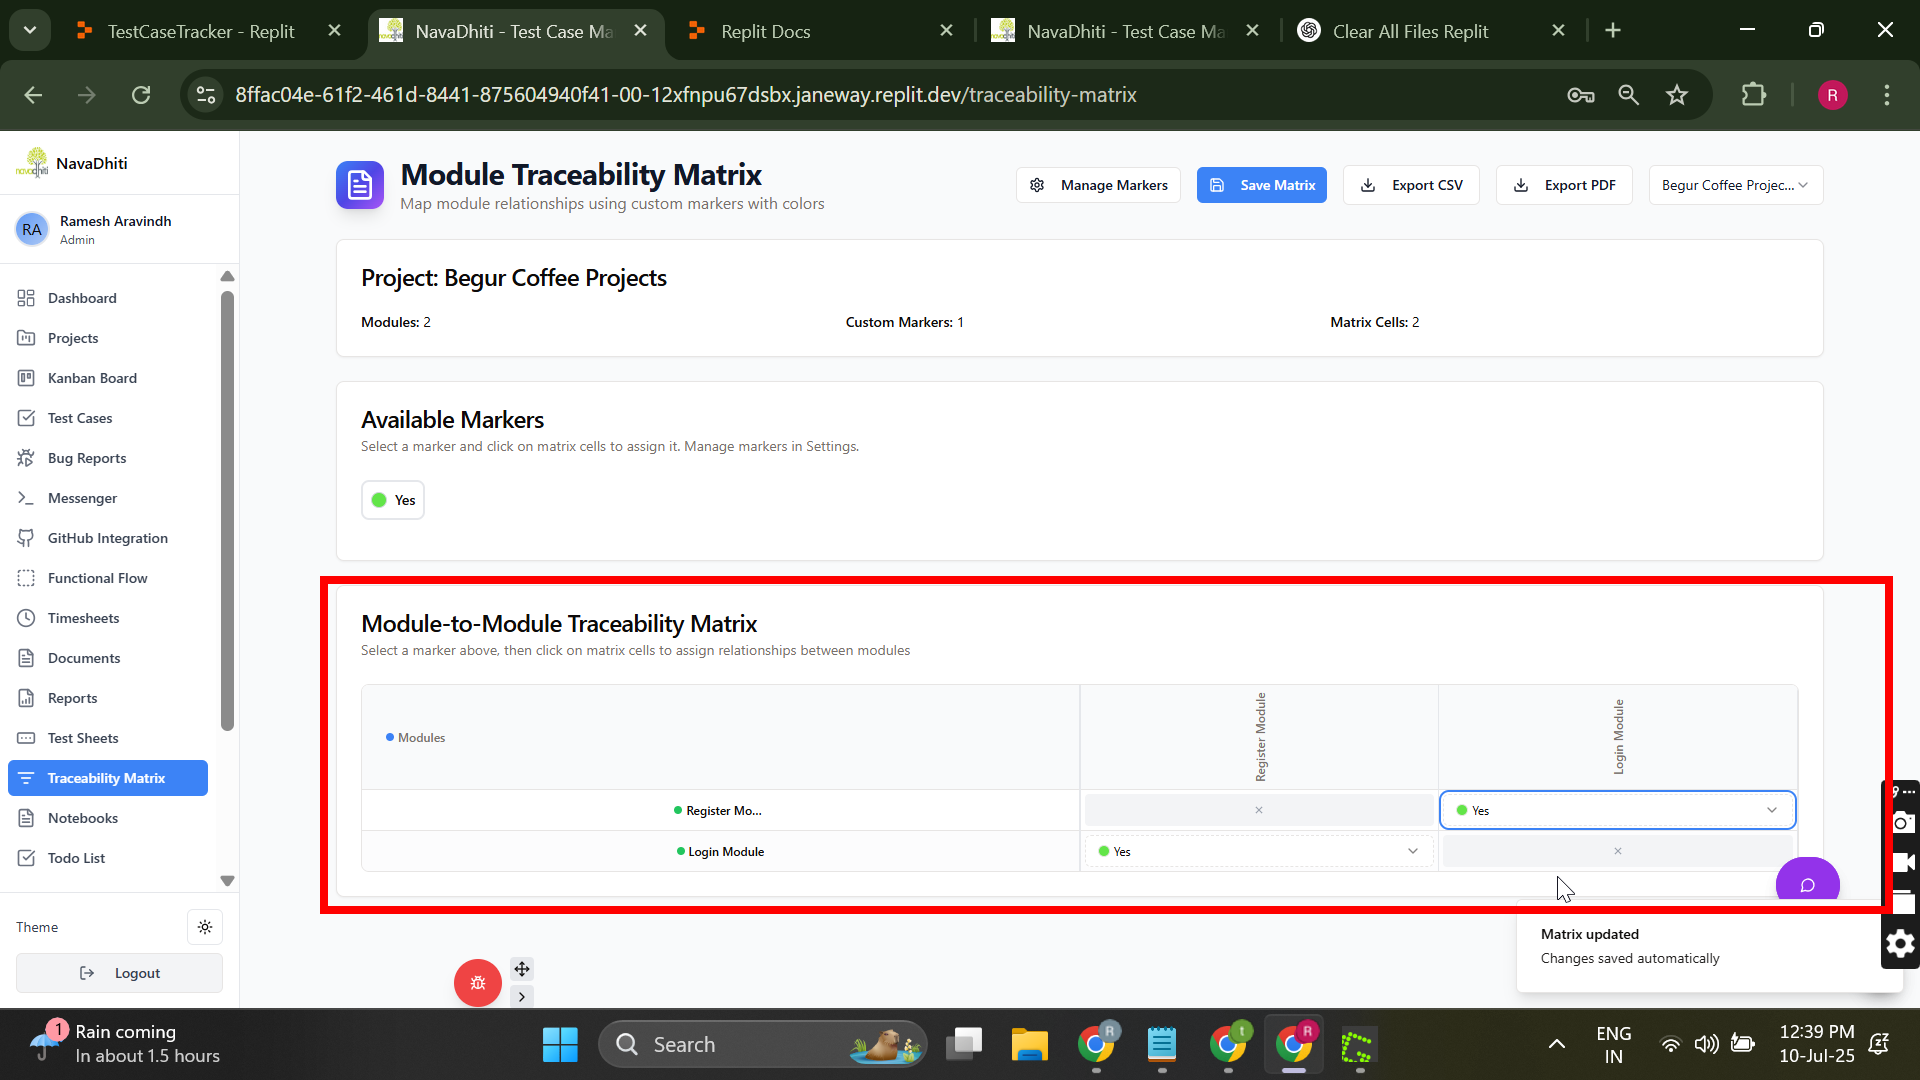 TestCaseTracker - Replit
NavaDhiti - Test Case Ma
Replit Docs
NavaDhiti - Test Case Ma
Clear All Files Replit
8ffac04e-61f2-461d-8441-875604940f41-00-12xfnpu67dsbx.janeway.replit.dev/traceability-matrix
R
navadhiti
NavaDhiti
RA
Ramesh Aravindh
Admin
Dashboard
Projects
Kanban Board
Test Cases
Bug Reports
Messenger
GitHub Integration
Functional Flow
Timesheets
Documents
Reports
Test Sheets
Traceability Matrix
Notebooks
Todo List
Theme
Logout
Module Traceability Matrix
Map module relationships using custom markers with colors
Manage Markers
Save Matrix
Export CSV
Export PDF
Begur Coffee Projec...
Project: Begur Coffee Projects
Modules: 2
Custom Markers: 1
Matrix Cells: 2
Available Markers
Select a marker and click on matrix cells to assign it. Manage markers in Settings.
Yes
Module-to-Module Traceability Matrix
Select a marker above, then click on matrix cells to assign relationships between modules
Modules
Register Module
Login Module
Register Mo...
×
Yes
Login Module
Yes
×
Matrix updated
Changes saved automatically
1
Rain coming
In about 1.5 hours
Search
R
t
R
ENG
IN
12:39 PM
10-Jul-25